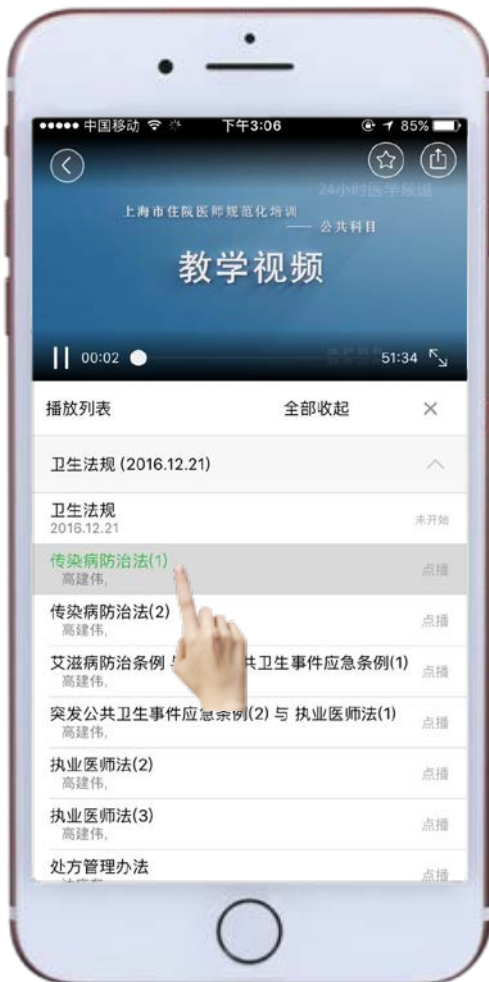 中国移动 下午3:06 85%
24小时医学频道
上海市住院医师规范化培训
—— 公共科目
教学视频
00:02 51:34
播放列表 全部收起
卫生法规 (2016.12.21)
卫生法规
2016.12.21 未开始
传染病防治法(1)
高建伟, 点播
传染病防治法(2)
高建伟, 点播
艾滋病防治条例 共卫生事件应急条例(1)
高建伟, 点播
突发公共卫生事件应急条例(2) 与 执业医师法(1)
高建伟, 点播
执业医师法(2)
高建伟, 点播
执业医师法(3)
高建伟, 点播
处方管理办法
点播